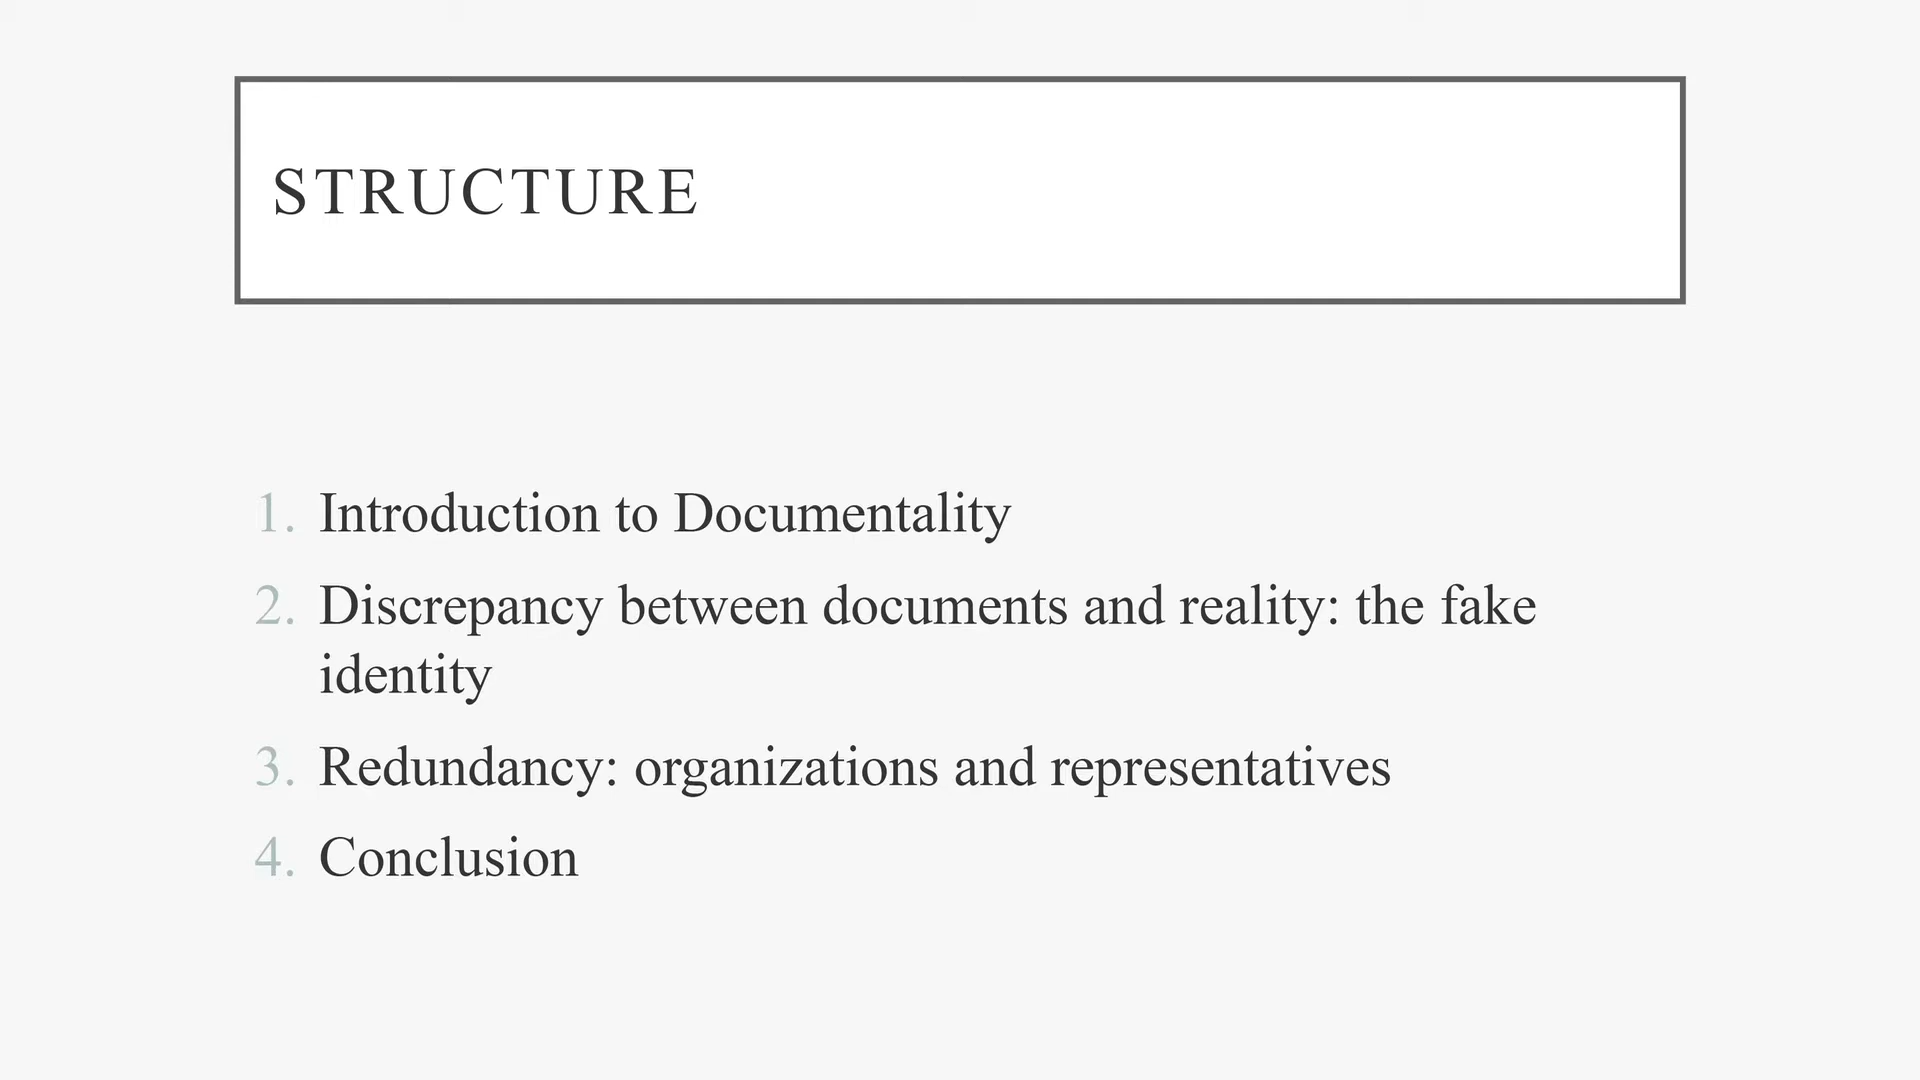 STRUCTURE
1. Introduction to Documentality
2. Discrepancy between documents and reality: the fake
identity
3. Redundancy: organizations and representatives
4. Conclusion